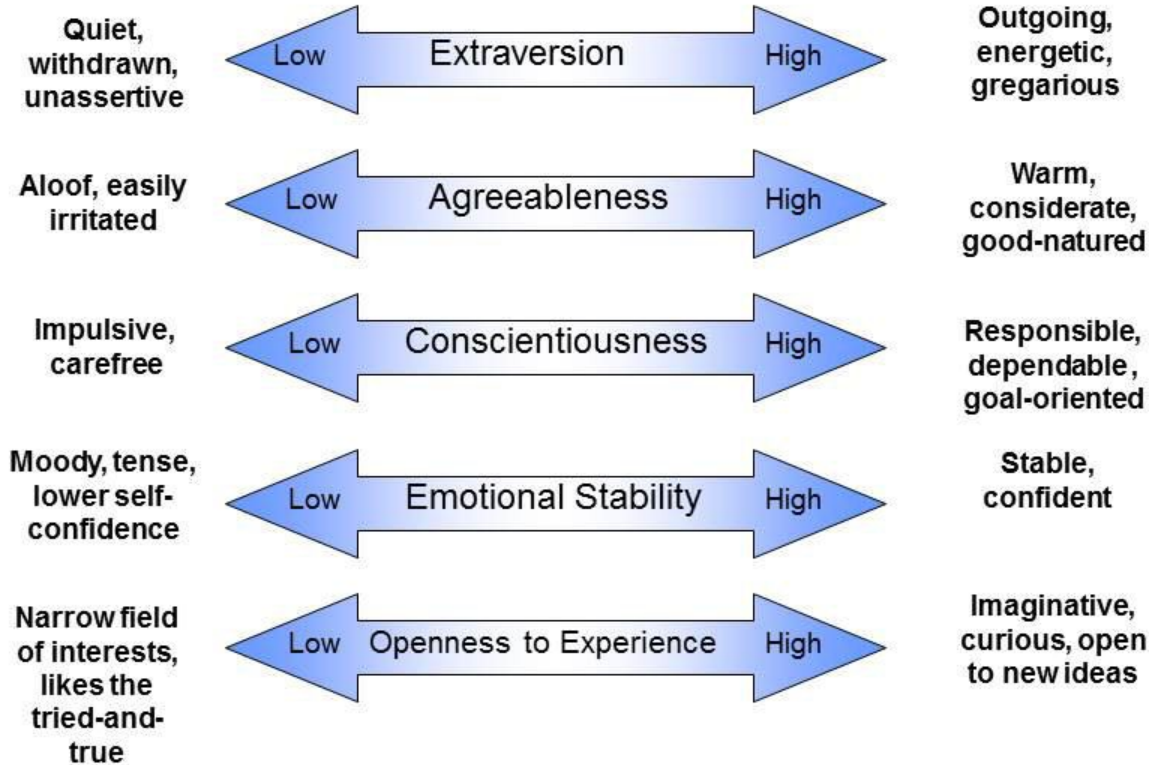 Quiet,
withdrawn,
unassertive
Low
Extraversion
High
Outgoing,
energetic,
gregarious
Aloof, easily
irritated
Low
Agreeableness
High
Warm,
considerate,
good-natured
Impulsive,
carefree
Low
Conscientiousness
High
Responsible,
dependable,
goal-oriented
Moody, tense,
lower self-
confidence
Low
Emotional Stability
High
Stable,
confident
Narrow field
of interests,
likes the
tried-and-
true
Low
Openness to Experience
High
Imaginative,
curious, open
to new ideas